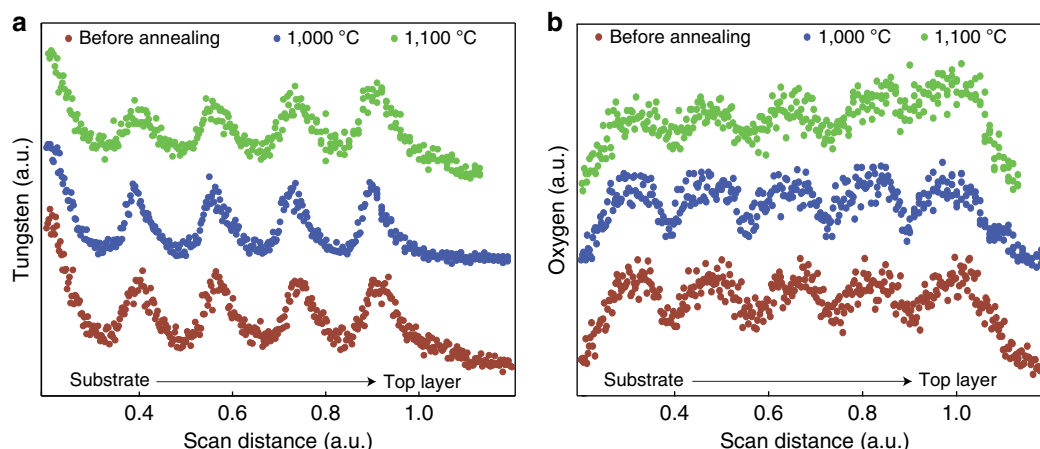 a
Before annealing 1,000 °C 1,100 °C
Tungsten (a.u.)
Substrate Top layer
0.4 0.6 0.8 1.0
Scan distance (a.u.)
b
Before annealing 1,000 °C 1,100 °C
Oxygen (a.u.)
Substrate Top layer
0.4 0.6 0.8 1.0
Scan distance (a.u.)